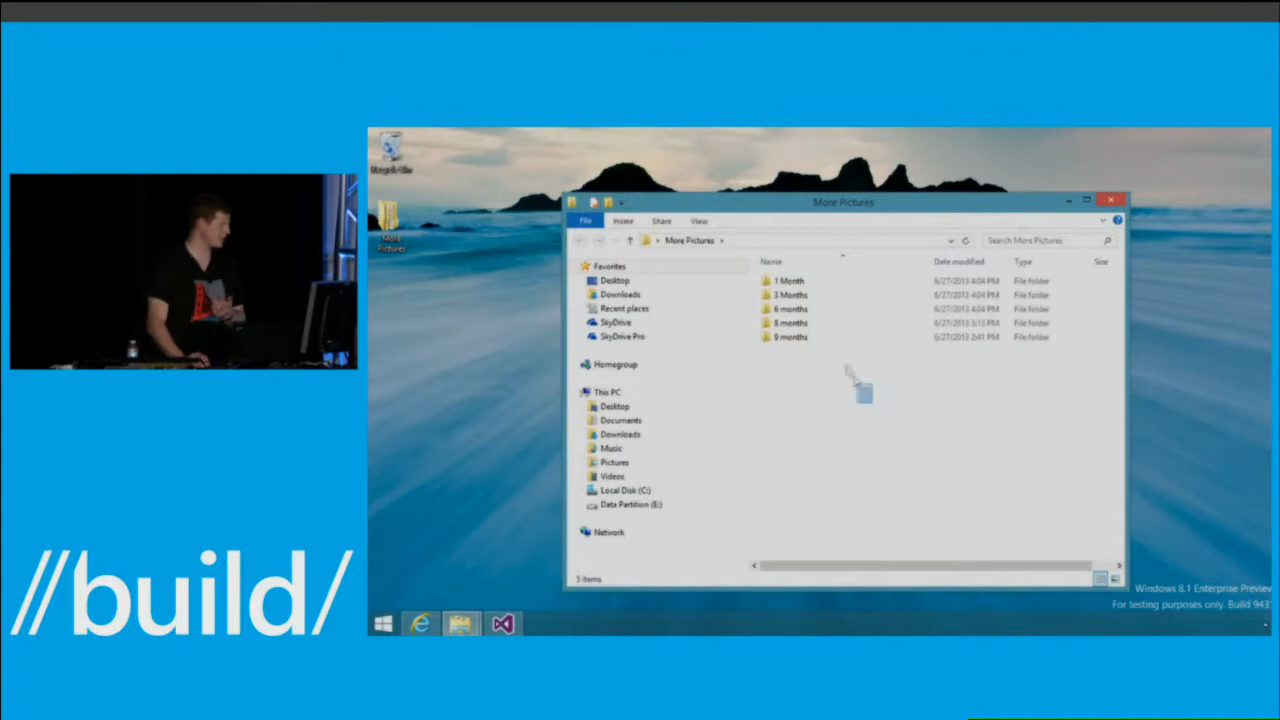 More Pictures
File Home Share View
More Pictures
Search More Pictures
Name Date modified Type Size
Favorites
Desktop
Downloads
Recent places
SkyDrive
SkyDrive Pro
Homegroup
This PC
Desktop
Documents
Downloads
Music
Pictures
Videos
Local Disk (C:)
Data Partition (E:)
Network
1 Month 6/27/2013 4:04 PM File folder
3 Months 6/27/2013 4:04 PM File folder
6 months 6/27/2013 4:04 PM File folder
8 months 6/27/2013 3:13 PM File folder
9 months 6/27/2013 2:41 PM File folder
5 items
More
Pictures
Windows 8.1 Enterprise Preview
For testing purposes only. Build 943
//build/